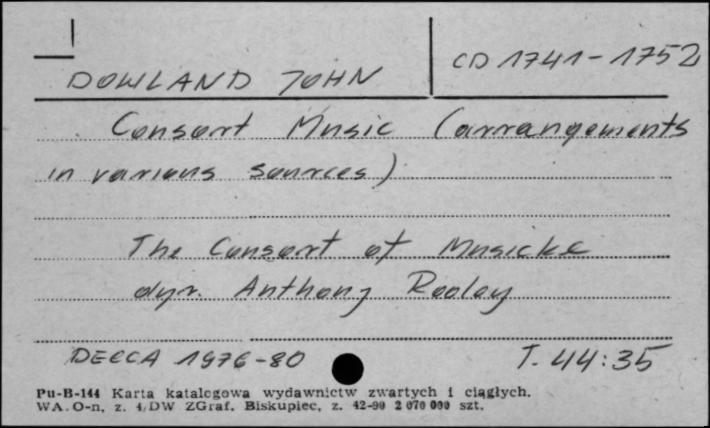 DOWLAND JOHN
CD 1741-1752
Consort Music (arrangements
in various sources)
The Consort of Musicke
dyr. Anthony Rooley
DECCA 1976-80
T. 44:35
Pu-B-144 Karta katalogowa wydawnictw zwartych i ciągłych.
WA. O-n, z. 4/DW ZGraf. Biskupiec, z. 42-90 2 070 000 szt.